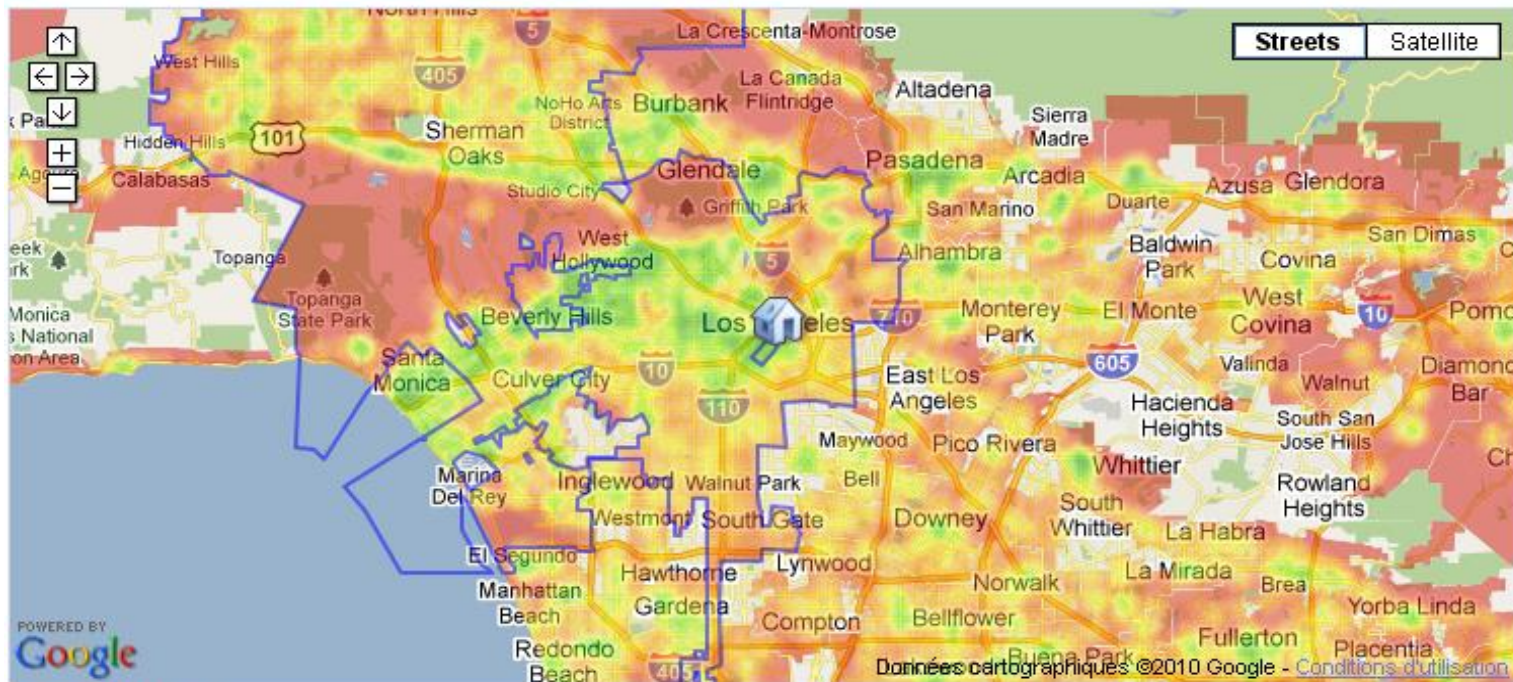 North Hills
5
La Crescenta-Montrose
Streets
Satellite
West Hills
405
La Canada
Flintridge
Altadena
NoHo Arts
District
Burbank
Sierra
Madre
Hidden Hills
101
Sherman
Oaks
Calabasas
Glendale
Pasadena
Arcadia
Azusa
Glendora
Studio City
Griffith Park
San Marino
Duarte
San Dimas
Topanga
West
Hollywood
5
Alhambra
Baldwin
Park
Covina
Topanga
State Park
Monica
s National
on Area
Beverly Hills
Los Angeles
710
Monterey
Park
El Monte
West
Covina
10
Pomo
Santa
Monica
Culver City
10
110
East Los
Angeles
605
Valinda
Walnut
Diamond
Bar
Hacienda
Heights
South San
Jose Hills
Maywood
Pico Rivera
Marina
Del Rey
Inglewood
Walnut Park
Bell
Whittier
Rowland
Heights
Westmont
South Gate
Downey
South
Whittier
La Habra
El Segundo
Hawthorne
Lynwood
Norwalk
La Mirada
Brea
Manhattan
Beach
Gardena
Compton
Bellflower
Yorba Linda
Fullerton
Placentia
Redondo
Beach
405
Buena Park
POWERED BY
Google
Données cartographiques ©2010 Google - Conditions d'utilisation